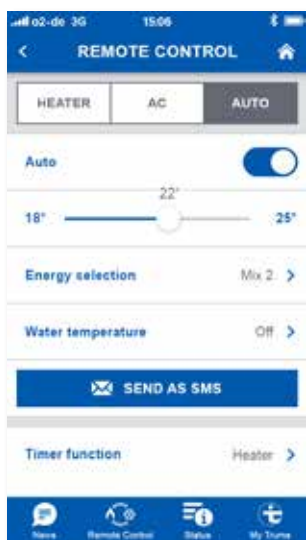 o2-de 3G 15:06
REMOTE CONTROL
HEATER AC AUTO
Auto
22°
18° 25°
Energy selection Mix 2
Water temperature Off
SEND AS SMS
Timer function Heater
News Remote Control Status My Truma